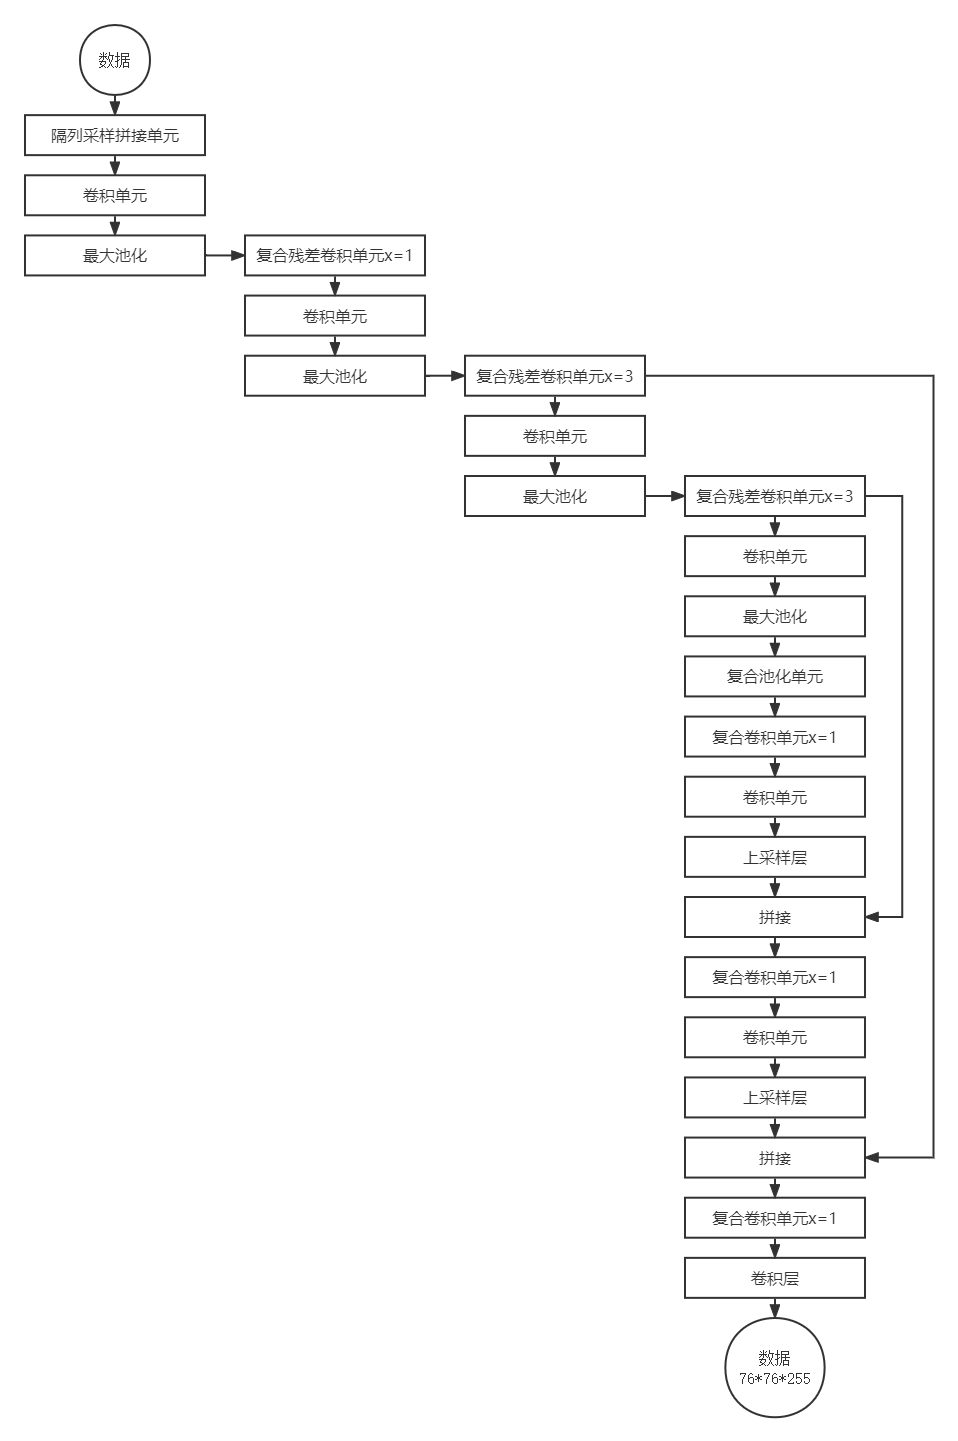 数据
隔列采样拼接单元
卷积单元
最大池化
复合残差卷积单元x=1
卷积单元
最大池化
复合残差卷积单元x=3
卷积单元
最大池化
复合残差卷积单元x=3
卷积单元
最大池化
复合池化单元
复合卷积单元x=1
卷积单元
上采样层
拼接
复合卷积单元x=1
卷积单元
上采样层
拼接
复合卷积单元x=1
卷积层
数据
76*76*255